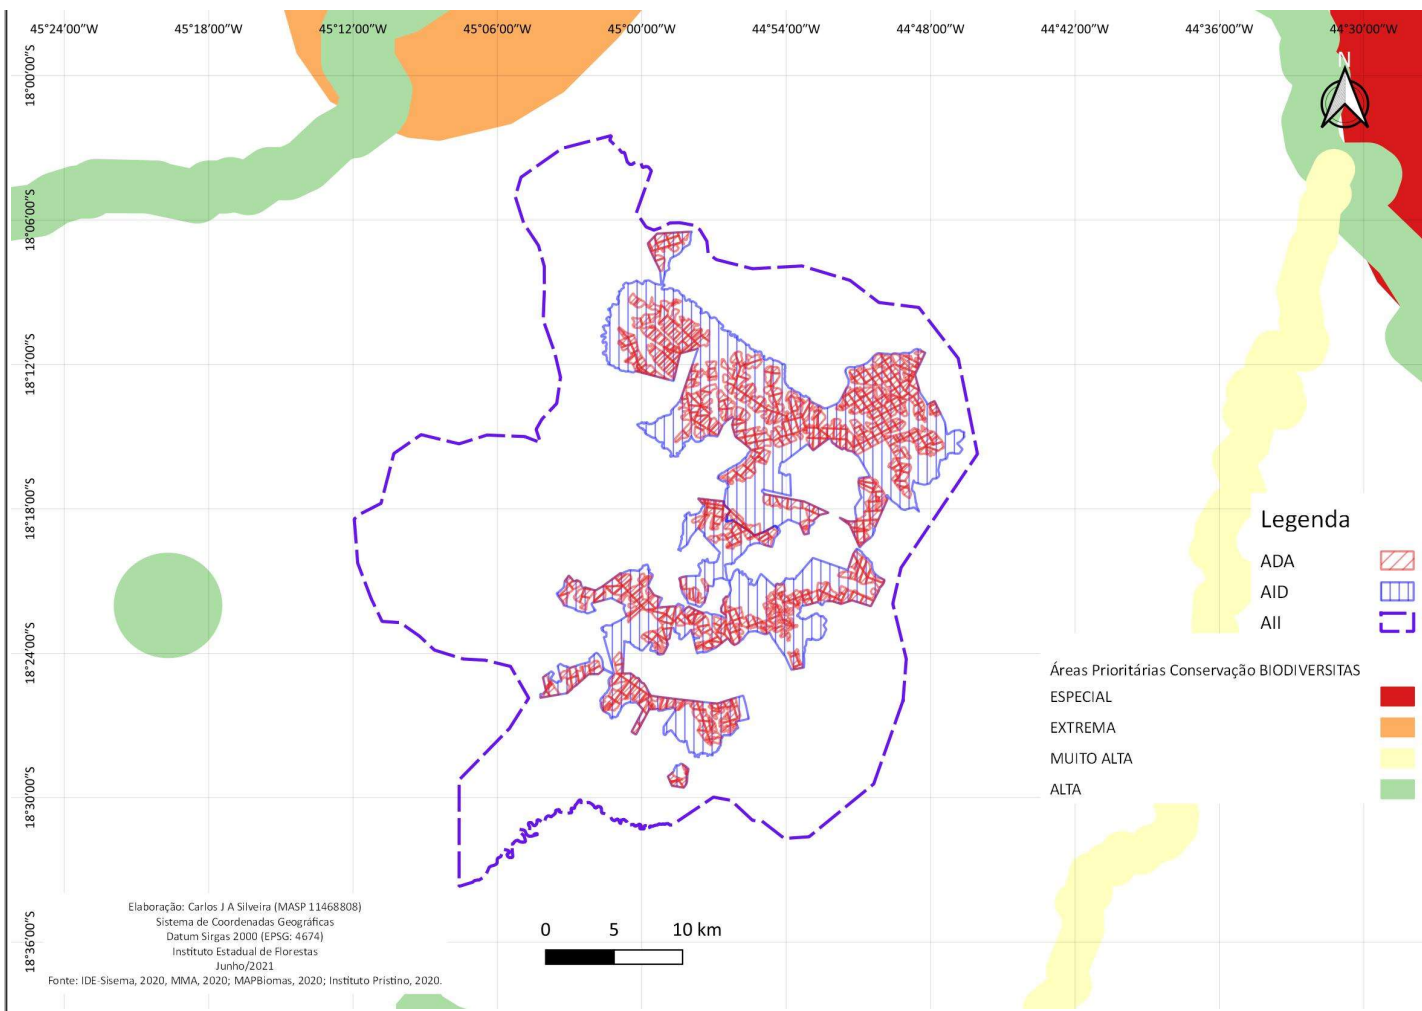 45°24'00"W 45°18'00"W 45°12'00"W 45°06'00"W 45°00'00"W 44°54'00"W 44°48'00"W 44°42'00"W 44°36'00"W 44°30'00"W
N
18°00'00"S
18°06'00"S
18°12'00"S
18°18'00"S
18°24'00"S
18°30'00"S
18°36'00"S
Legenda
ADA
AID
AII
Áreas Prioritárias Conservação BIODIVERSITAS
ESPECIAL
EXTREMA
MUITO ALTA
ALTA
Elaboração: Carlos J A Silveira (MASP 11468808)
Sistema de Coordenadas Geográficas
Datum Sirgas 2000 (EPSG: 4674)
Instituto Estadual de Florestas
Junho/2021
Fonte: IDE-Sisema, 2020, MMA, 2020; MAPBiomas, 2020; Instituto Pristino, 2020.
0 5 10 km